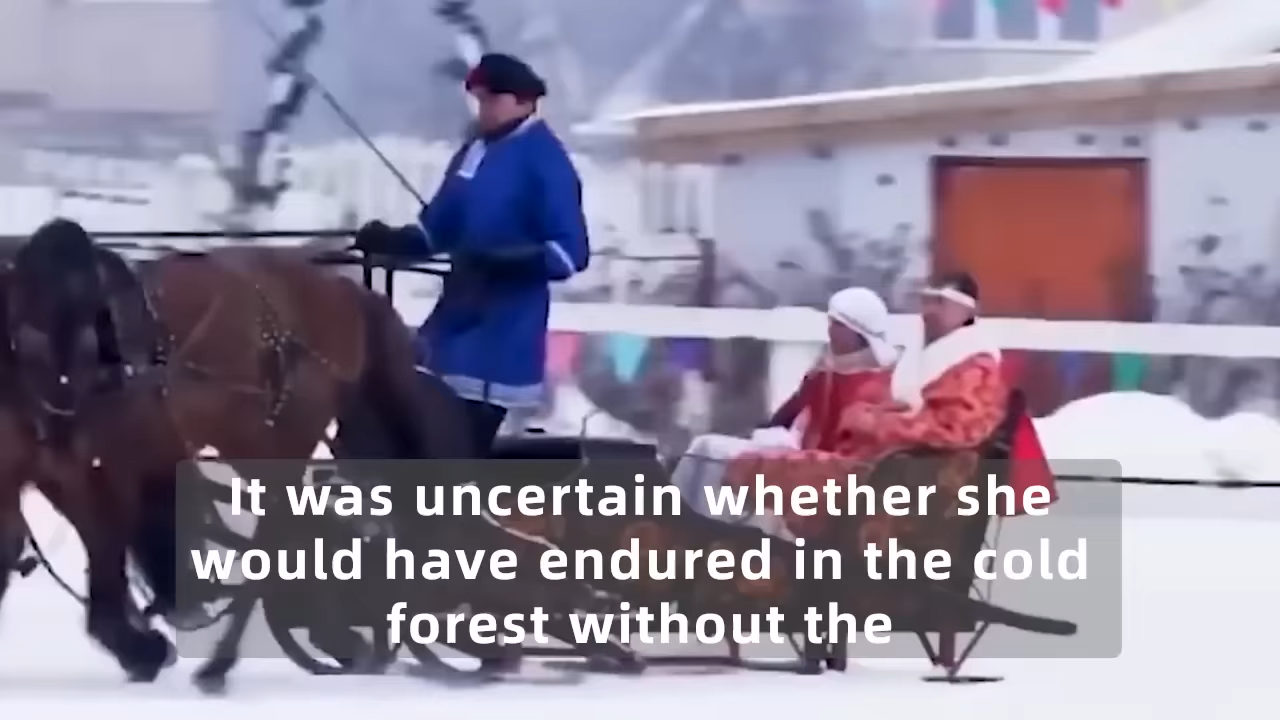 It was uncertain whether she
would have endured in the cold
forest without the